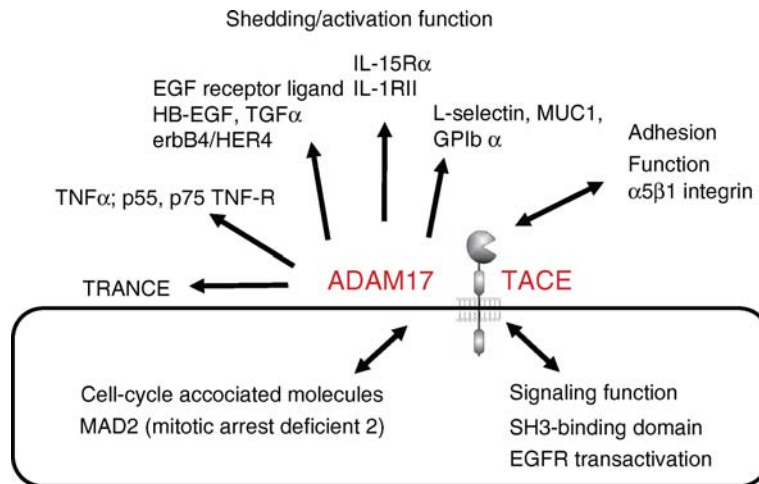 Shedding/activation function
IL-15Rα
IL-1RII
EGF receptor ligand
HB-EGF, TGFα
erbB4/HER4
L-selectin, MUC1,
GPIb α
Adhesion
Function
α5β1 integrin
TNFα; p55, p75 TNF-R
TRANCE
ADAM17
TACE
Cell-cycle accociated molecules
MAD2 (mitotic arrest deficient 2)
Signaling function
SH3-binding domain
EGFR transactivation